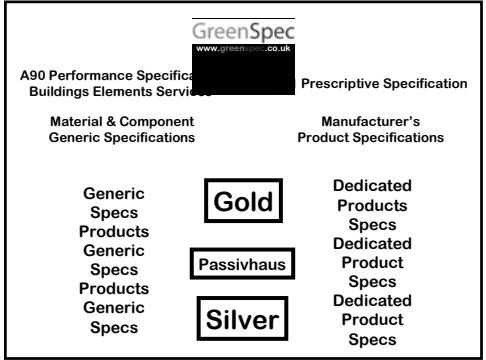 GreenSpec
www.greenspec.co.uk
A90 Performance
Buildings Elements
Prescriptive Specification
Material & Component
Generic Specifications
Manufacturer's
Product Specifications
Generic
Specs
Products
Generic
Specs
Products
Generic
Specs
Gold
Passivhaus
Silver
Dedicated
Products
Specs
Dedicated
Product
Specs
Dedicated
Product
Specs